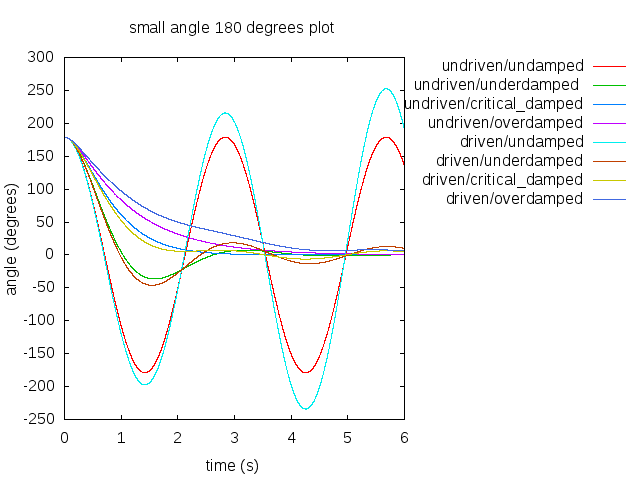 small angle 180 degrees plot
300
250
200
150
100
50
0
-50
-100
-150
-200
-250
0 1 2 3 4 5 6
angle (degrees)
time (s)
undriven/undamped
undriven/underdamped
undriven/critical_damped
undriven/overdamped
driven/undamped
driven/underdamped
driven/critical_damped
driven/overdamped